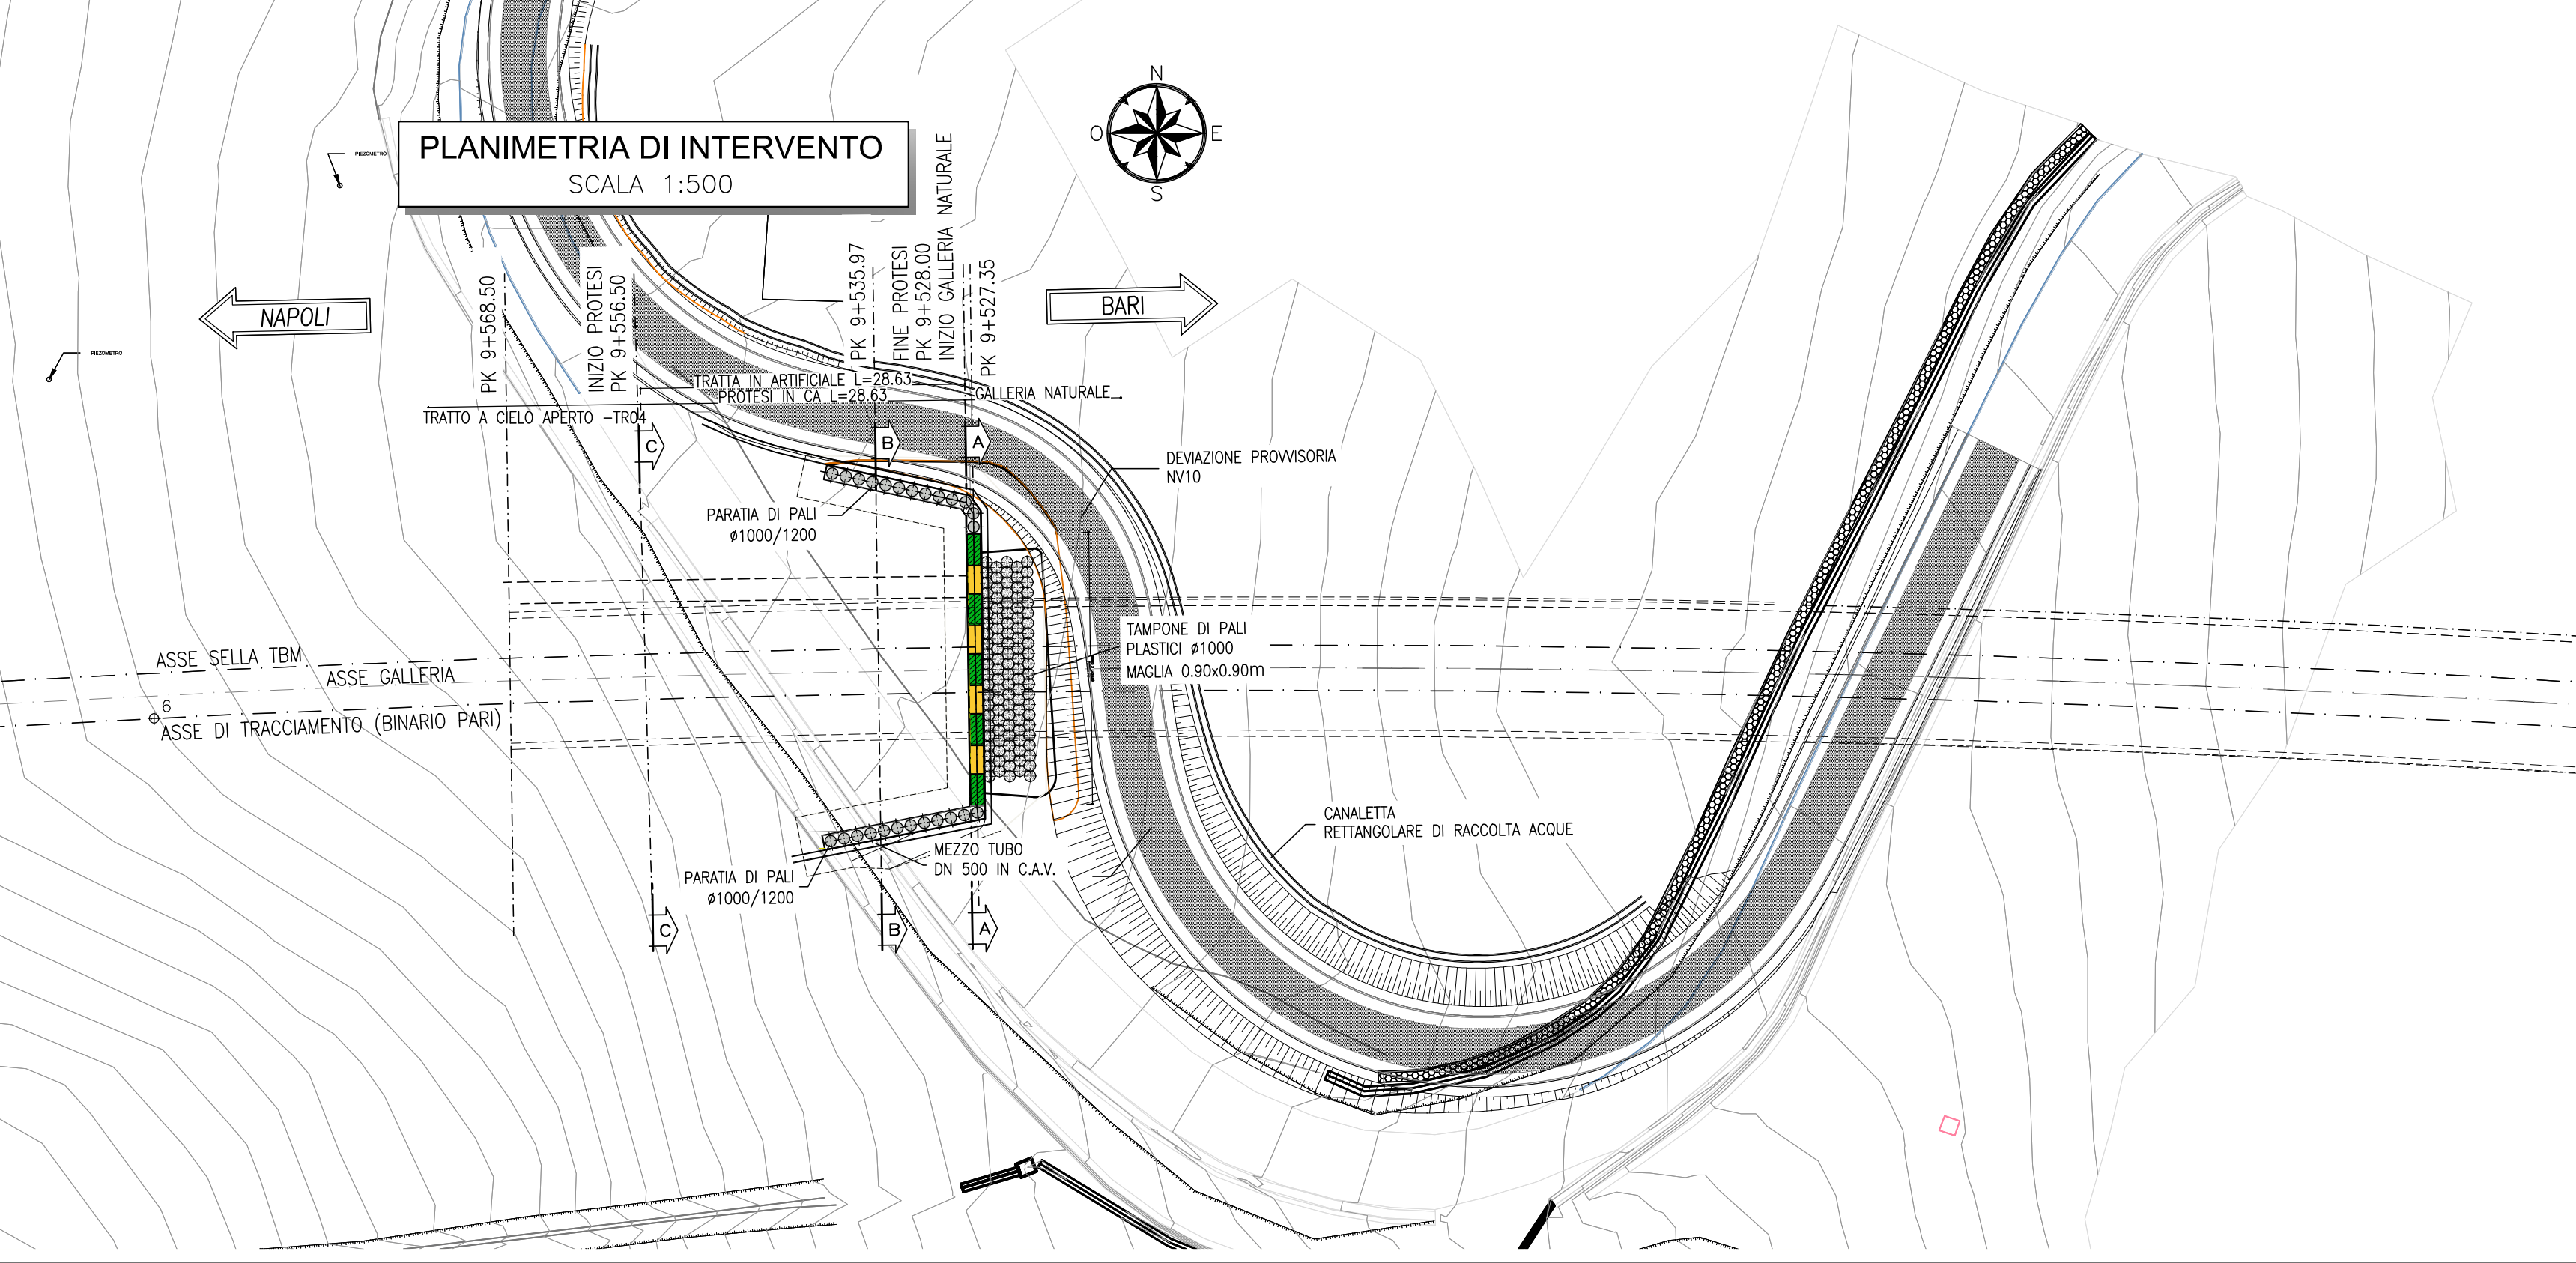 PLANIMETRIA DI INTERVENTO
SCALA 1:500
N
O
E
S
PIEZOMETRO
PIEZOMETRO
NAPOLI
BARI
PK 9+568.50
INIZIO PROTESI
PK 9+556.50
PK 9+535.97
FINE PROTESI
PK 9+528.00
INIZIO GALLERIA NATURALE
PK 9+527.35
TRATTA IN ARTIFICIALE L=28.63
PROTESI IN CA L=28.63
GALLERIA NATURALE
TRATTO A CIELO APERTO -TR04
C
B
A
DEVIAZIONE PROVVISORIA
NV10
PARATIA DI PALI
ø1000/1200
TAMPONE DI PALI
PLASTICI ø1000
MAGLIA 0.90x0.90m
ASSE SELLA TBM
ASSE GALLERIA
6
ASSE DI TRACCIAMENTO (BINARIO PARI)
CANALETTA
RETTANGOLARE DI RACCOLTA ACQUE
MEZZO TUBO
DN 500 IN C.A.V.
PARATIA DI PALI
ø1000/1200
C
B
A